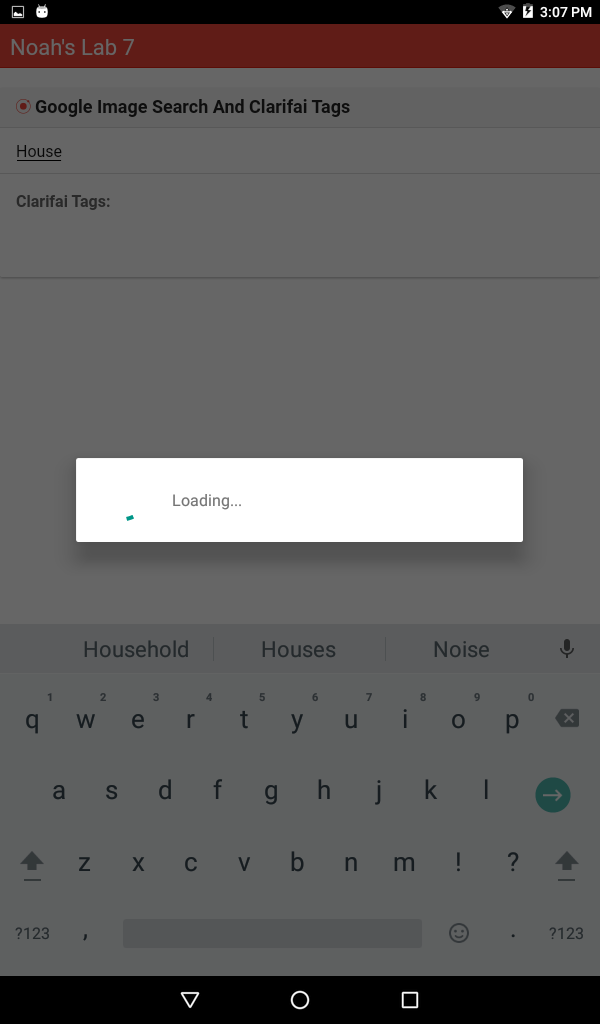 3:07 PM
Noah's Lab 7
Google Image Search And Clarifai Tags
House
Clarifai Tags:
Loading...
Household Houses Noise
1 2 3 4 5 6 7 8 9 0
q w e r t y u i o p
a s d f g h j k l
z x c v b n m ! ?
?123 , . ?123